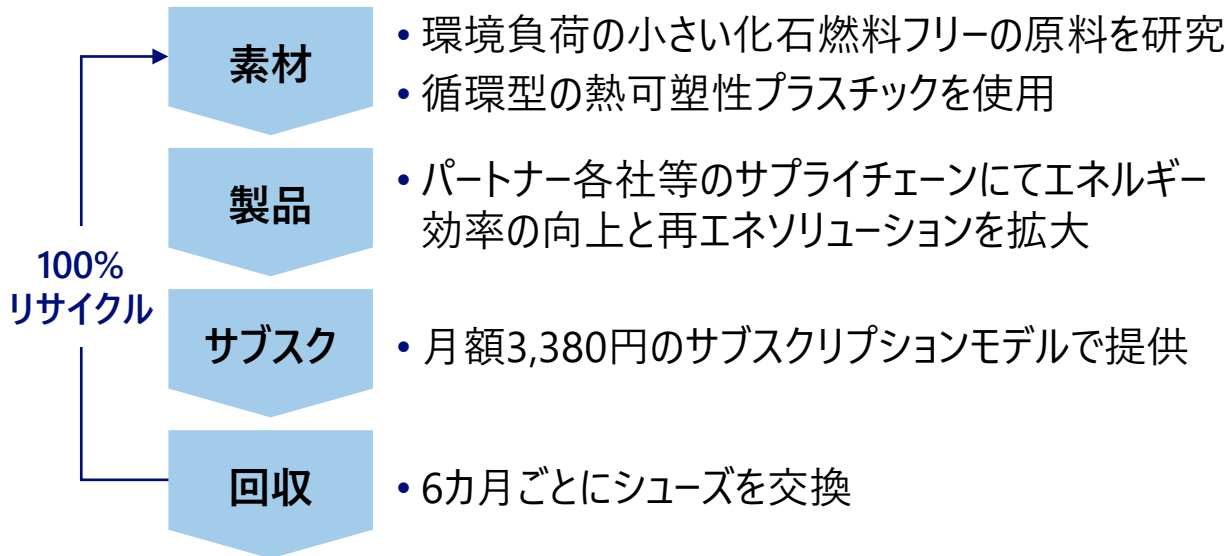 素材
• 環境負荷の小さい化石燃料フリーの原料を研究
• 循環型の熱可塑性プラスチックを使用
製品
• パートナー各社等のサプライチェーンにてエネルギー
効率の向上と再エネソリューションを拡大
100%
リサイクル
サブスク
• 月額3,380円のサブスクリプションモデルで提供
回収
• 6カ月ごとにシューズを交換